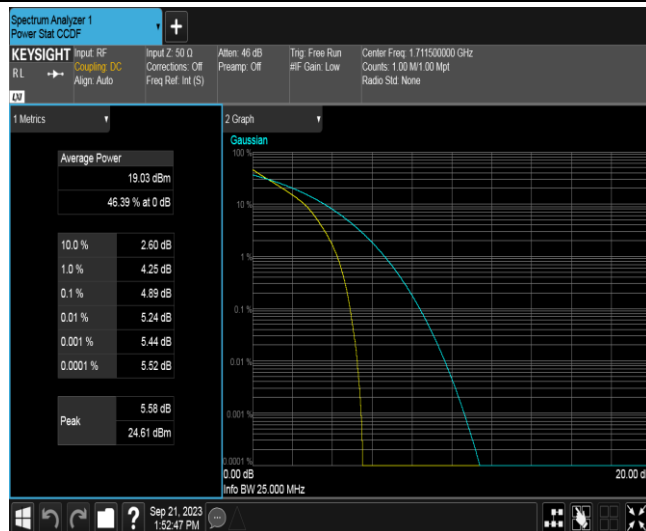 Spectrum Analyzer 1
Power Stat CCDF
+
KEYSIGHT
RL
Input: RF
Coupling: DC
Align: Auto
Input Z: 50 Ω
Corrections: Off
Freq Ref: Int (S)
Atten: 46 dB
Preamp: Off
Trig: Free Run
#IF Gain: Low
Center Freq: 1.711500000 GHz
Counts: 1.00 M/1.00 Mpt
Radio Std: None
1 Metrics
Average Power
19.03 dBm
46.39 % at 0 dB
10.0 % 2.60 dB
1.0 % 4.25 dB
0.1 % 4.89 dB
0.01 % 5.24 dB
0.001 % 5.44 dB
0.0001 % 5.52 dB
Peak
5.58 dB
24.61 dBm
2 Graph
Gaussian
100 %
10 %
1 %
0.1 %
0.01 %
0.001 %
0.0001 %
0.00 dB 20.00 d
Info BW 25.000 MHz
?
Sep 21, 2023
1:52:47 PM